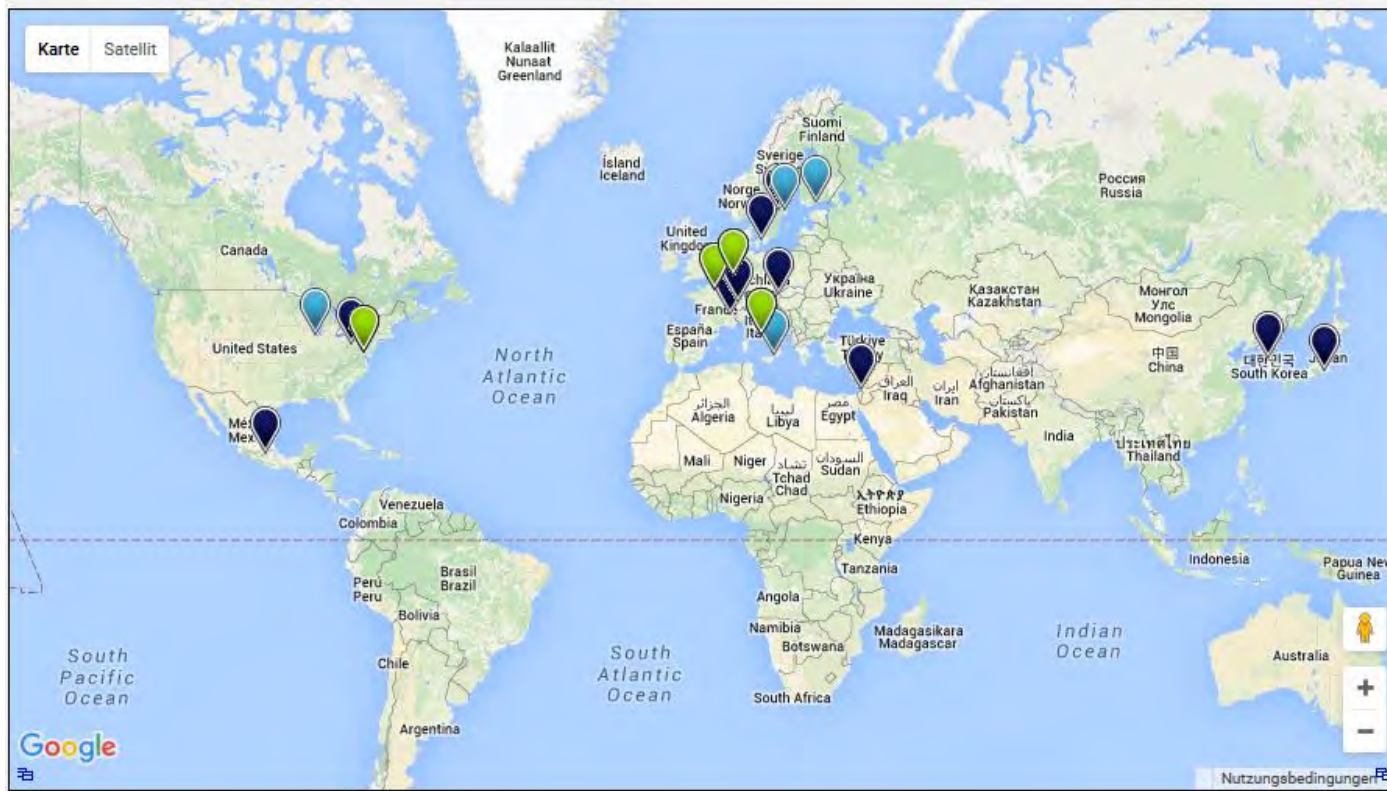 Karte Satellit
Kalaallit
Nunaat
Greenland
Suomi
Finland
Ísland
Iceland
Sverige
Norge
Россия
Russia
United
Kingdom
Canada
Україна
Ukraine
Қазақстан
Kazakhstan
Монгол
Улс
Mongolia
France
United States
España
Spain
Türkiye
中国
China
대한민국
South Korea
North
Atlantic
Ocean
افغانستان
Afghanistan
العراق
Iraq
ایران
Iran
پاکستان
Pakistan
الجزائر
Algeria
ليبيا
Libya
مصر
Egypt
India
ประเทศไทย
Thailand
Mali
Niger
تشاد
Tchad
Chad
السودان
Sudan
Nigeria
ኢትዮጵያ
Ethiopia
Venezuela
Colombia
Kenya
Indonesia
Papua New
Guinea
Tanzania
Perú
Peru
Brasil
Brazil
Angola
Bolivia
Namibia
Botswana
Madagasikara
Madagascar
Indian
Ocean
Australia
South
Pacific
Ocean
Chile
South
Atlantic
Ocean
South Africa
Argentina
Google
Nutzungsbedingungen